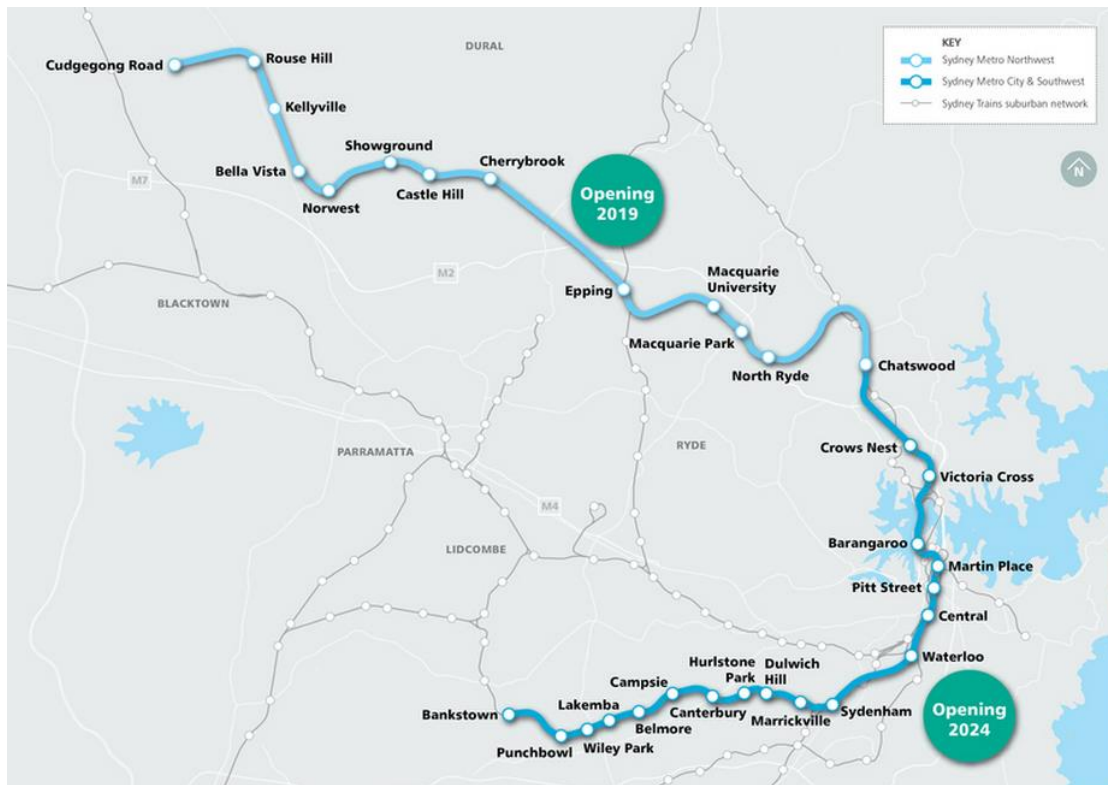 DURAL
KEY
Sydney Metro Northwest
Sydney Metro City & Southwest
Sydney Trains suburban network
N
Cudgegong Road
Rouse Hill
Kellyville
Bella Vista
Norwest
Showground
Castle Hill
Cherrybrook
M7
Opening
2019
M2
BLACKTOWN
Epping
Macquarie
University
Macquarie Park
North Ryde
Chatswood
PARRAMATTA
RYDE
Crows Nest
Victoria Cross
M4
LIDCOMBE
Barangaroo
Martin Place
Pitt Street
Central
Waterloo
Hurlstone
Park
Dulwich
Hill
Campsie
Lakemba
Bankstown
Canterbury
Marrickville
Sydenham
Belmore
Wiley Park
Punchbowl
Opening
2024